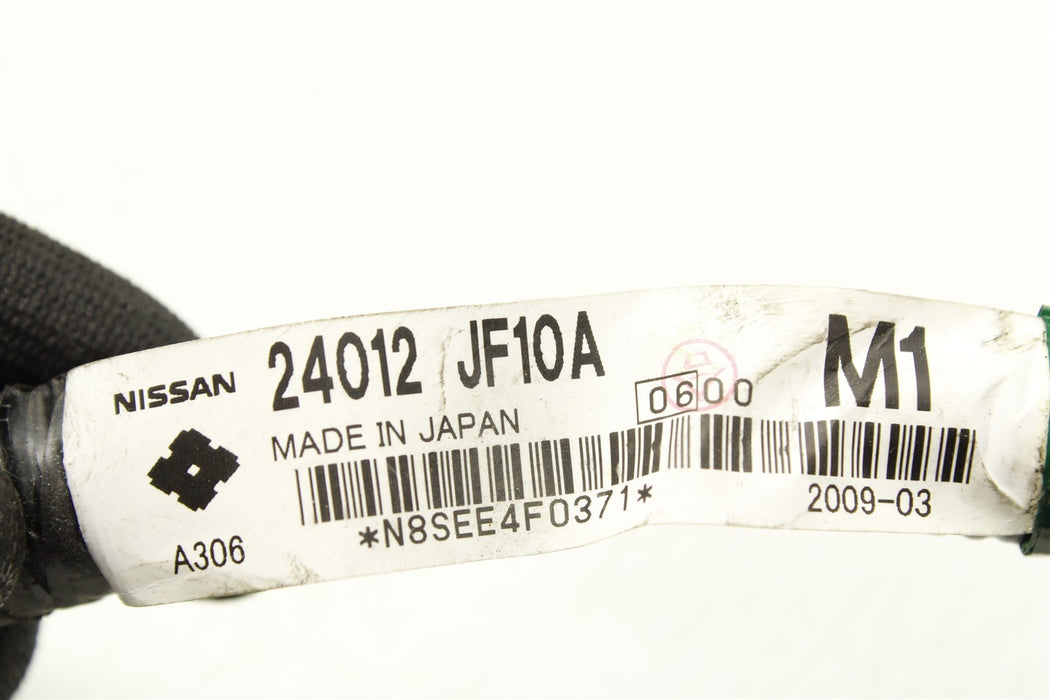 NISSAN 24012 JF10A M1
0600
MADE IN JAPAN
*N8SEE4F0371*
2009-03
A306